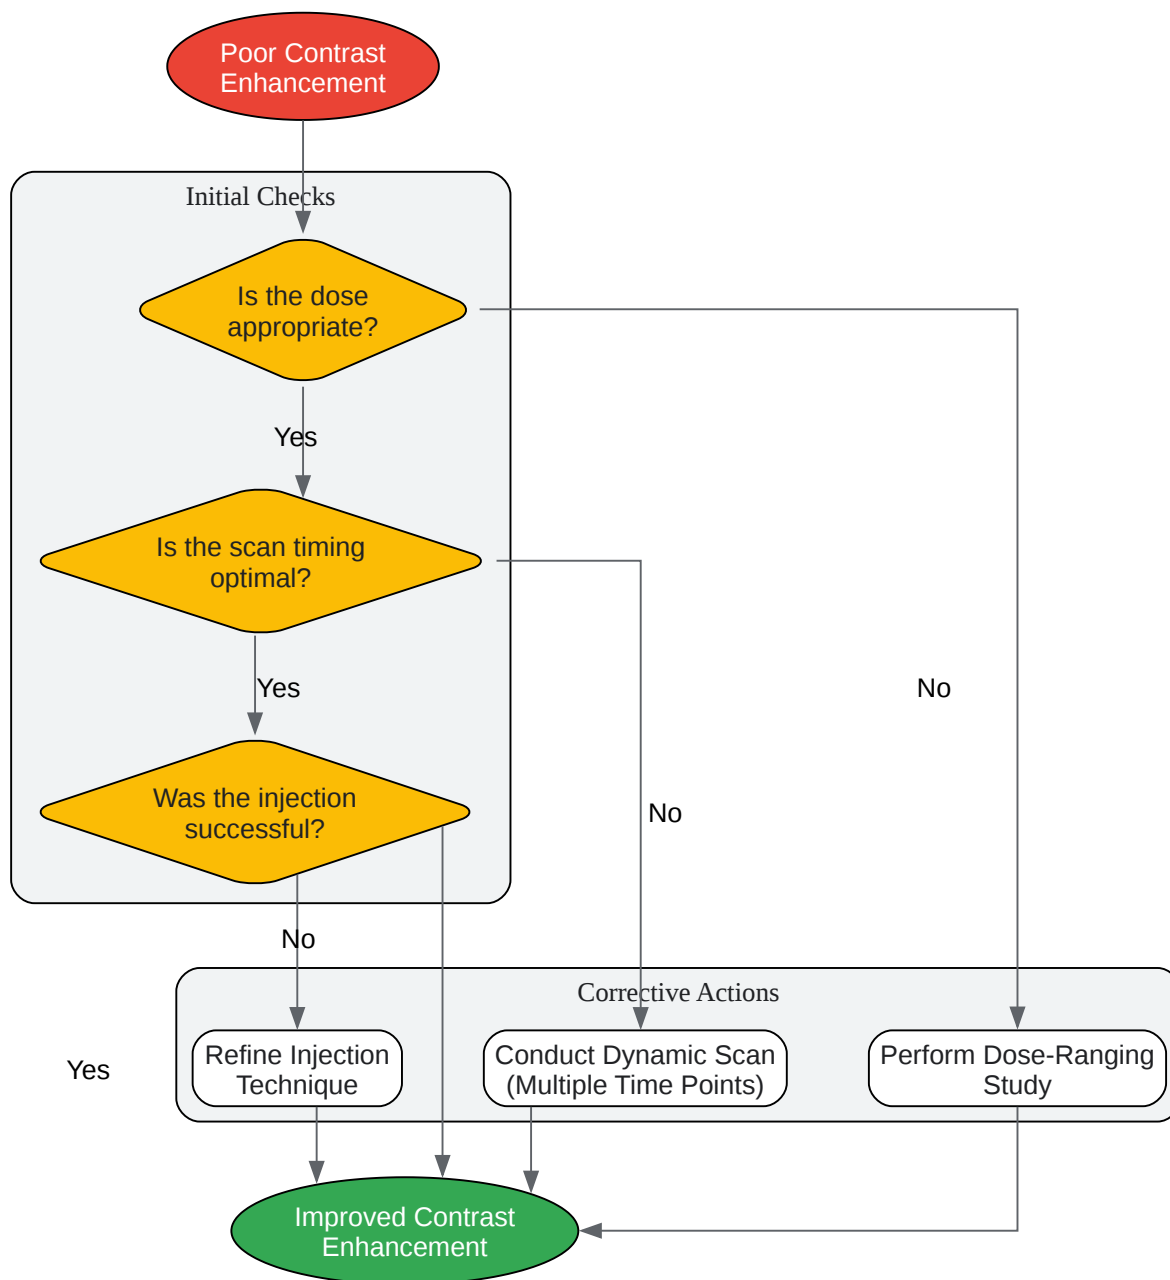 Poor Contrast
Enhancement
Initial Checks
Is the dose
appropriate?
Yes
Is the scan timing
optimal?
Yes
No
Was the injection
successful?
No
No
Corrective Actions
Refine Injection
Technique
Conduct Dynamic Scan
(Multiple Time Points)
Perform Dose-Ranging
Study
Yes
Improved Contrast
Enhancement